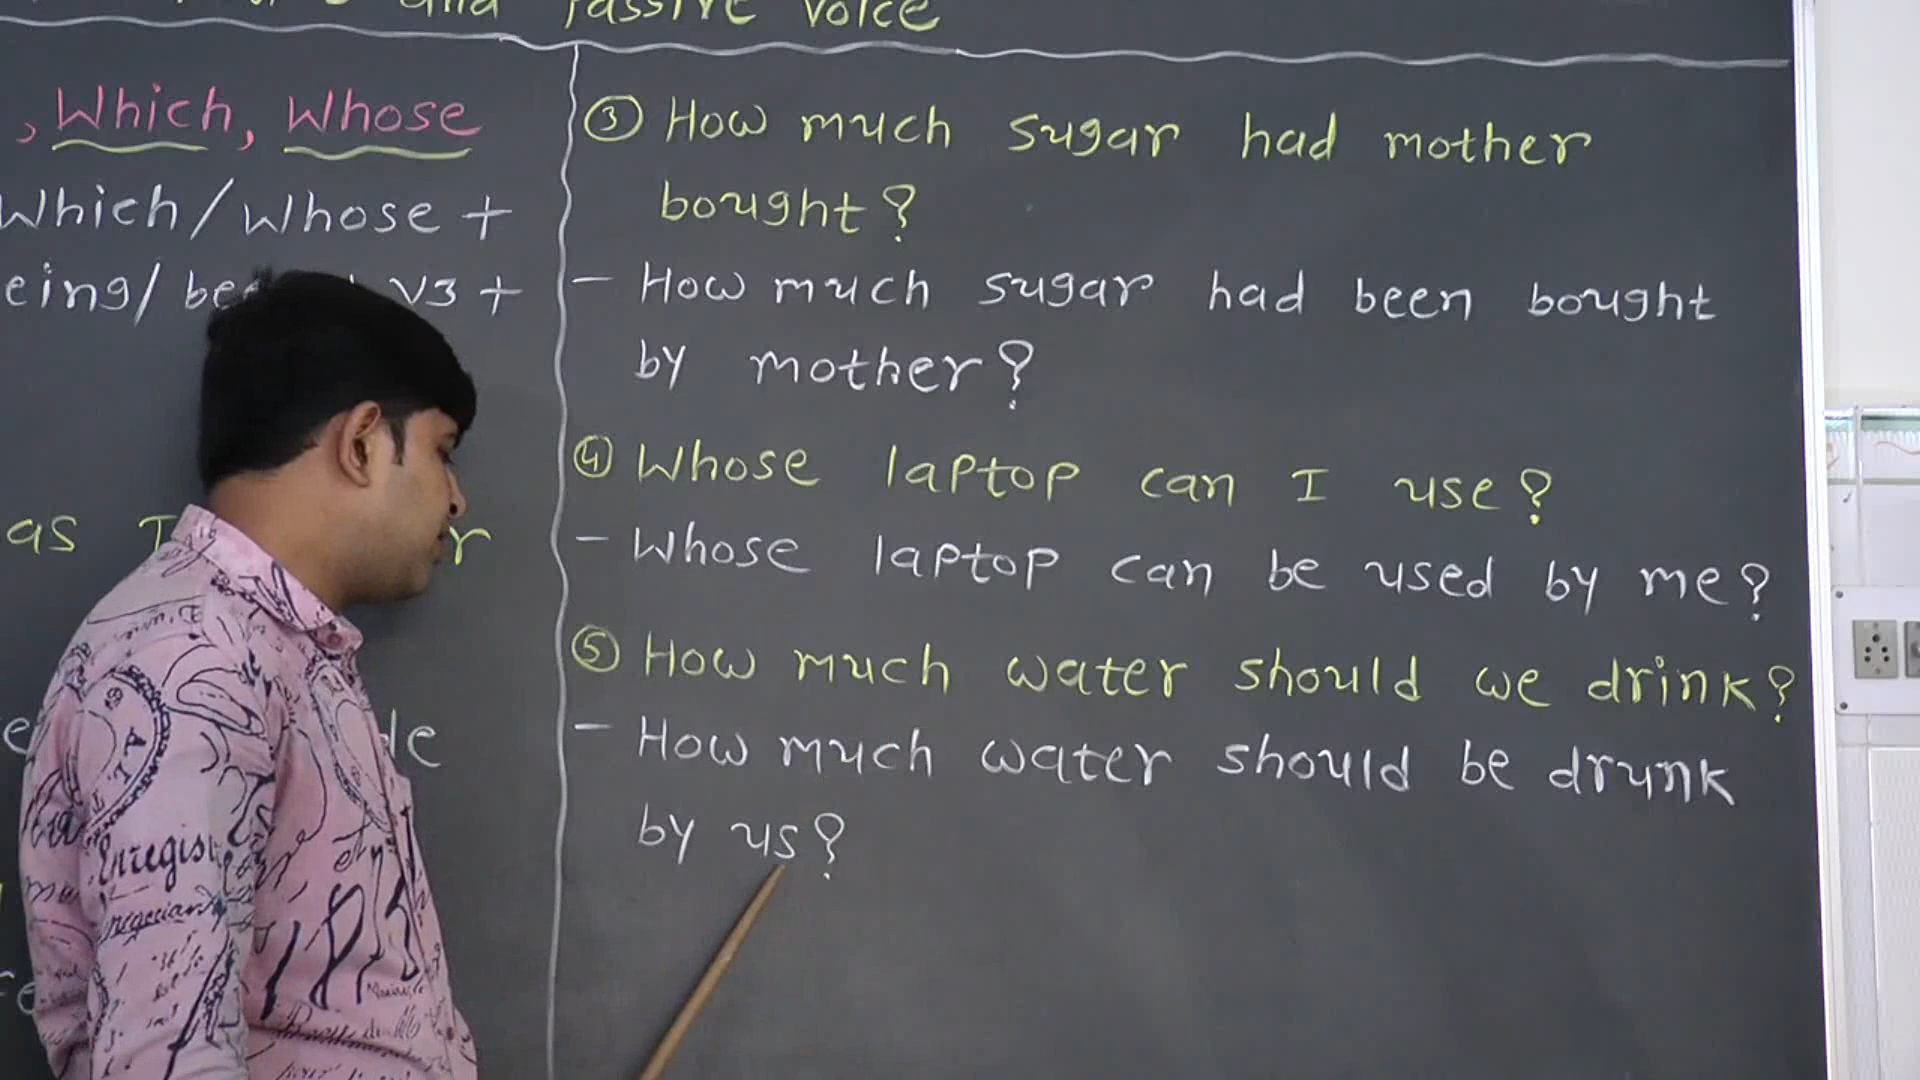 and Passive Voice
, Which, Whose
Which/Whose +
eing/ V3 +
as
③ How much sugar had mother
bought?
- How much sugar had been bought
by mother?
④ Whose laptop can I use?
- Whose laptop can be used by me?
⑤ How much water should we drink?
- How much water should be drunk
by us?
Enregist